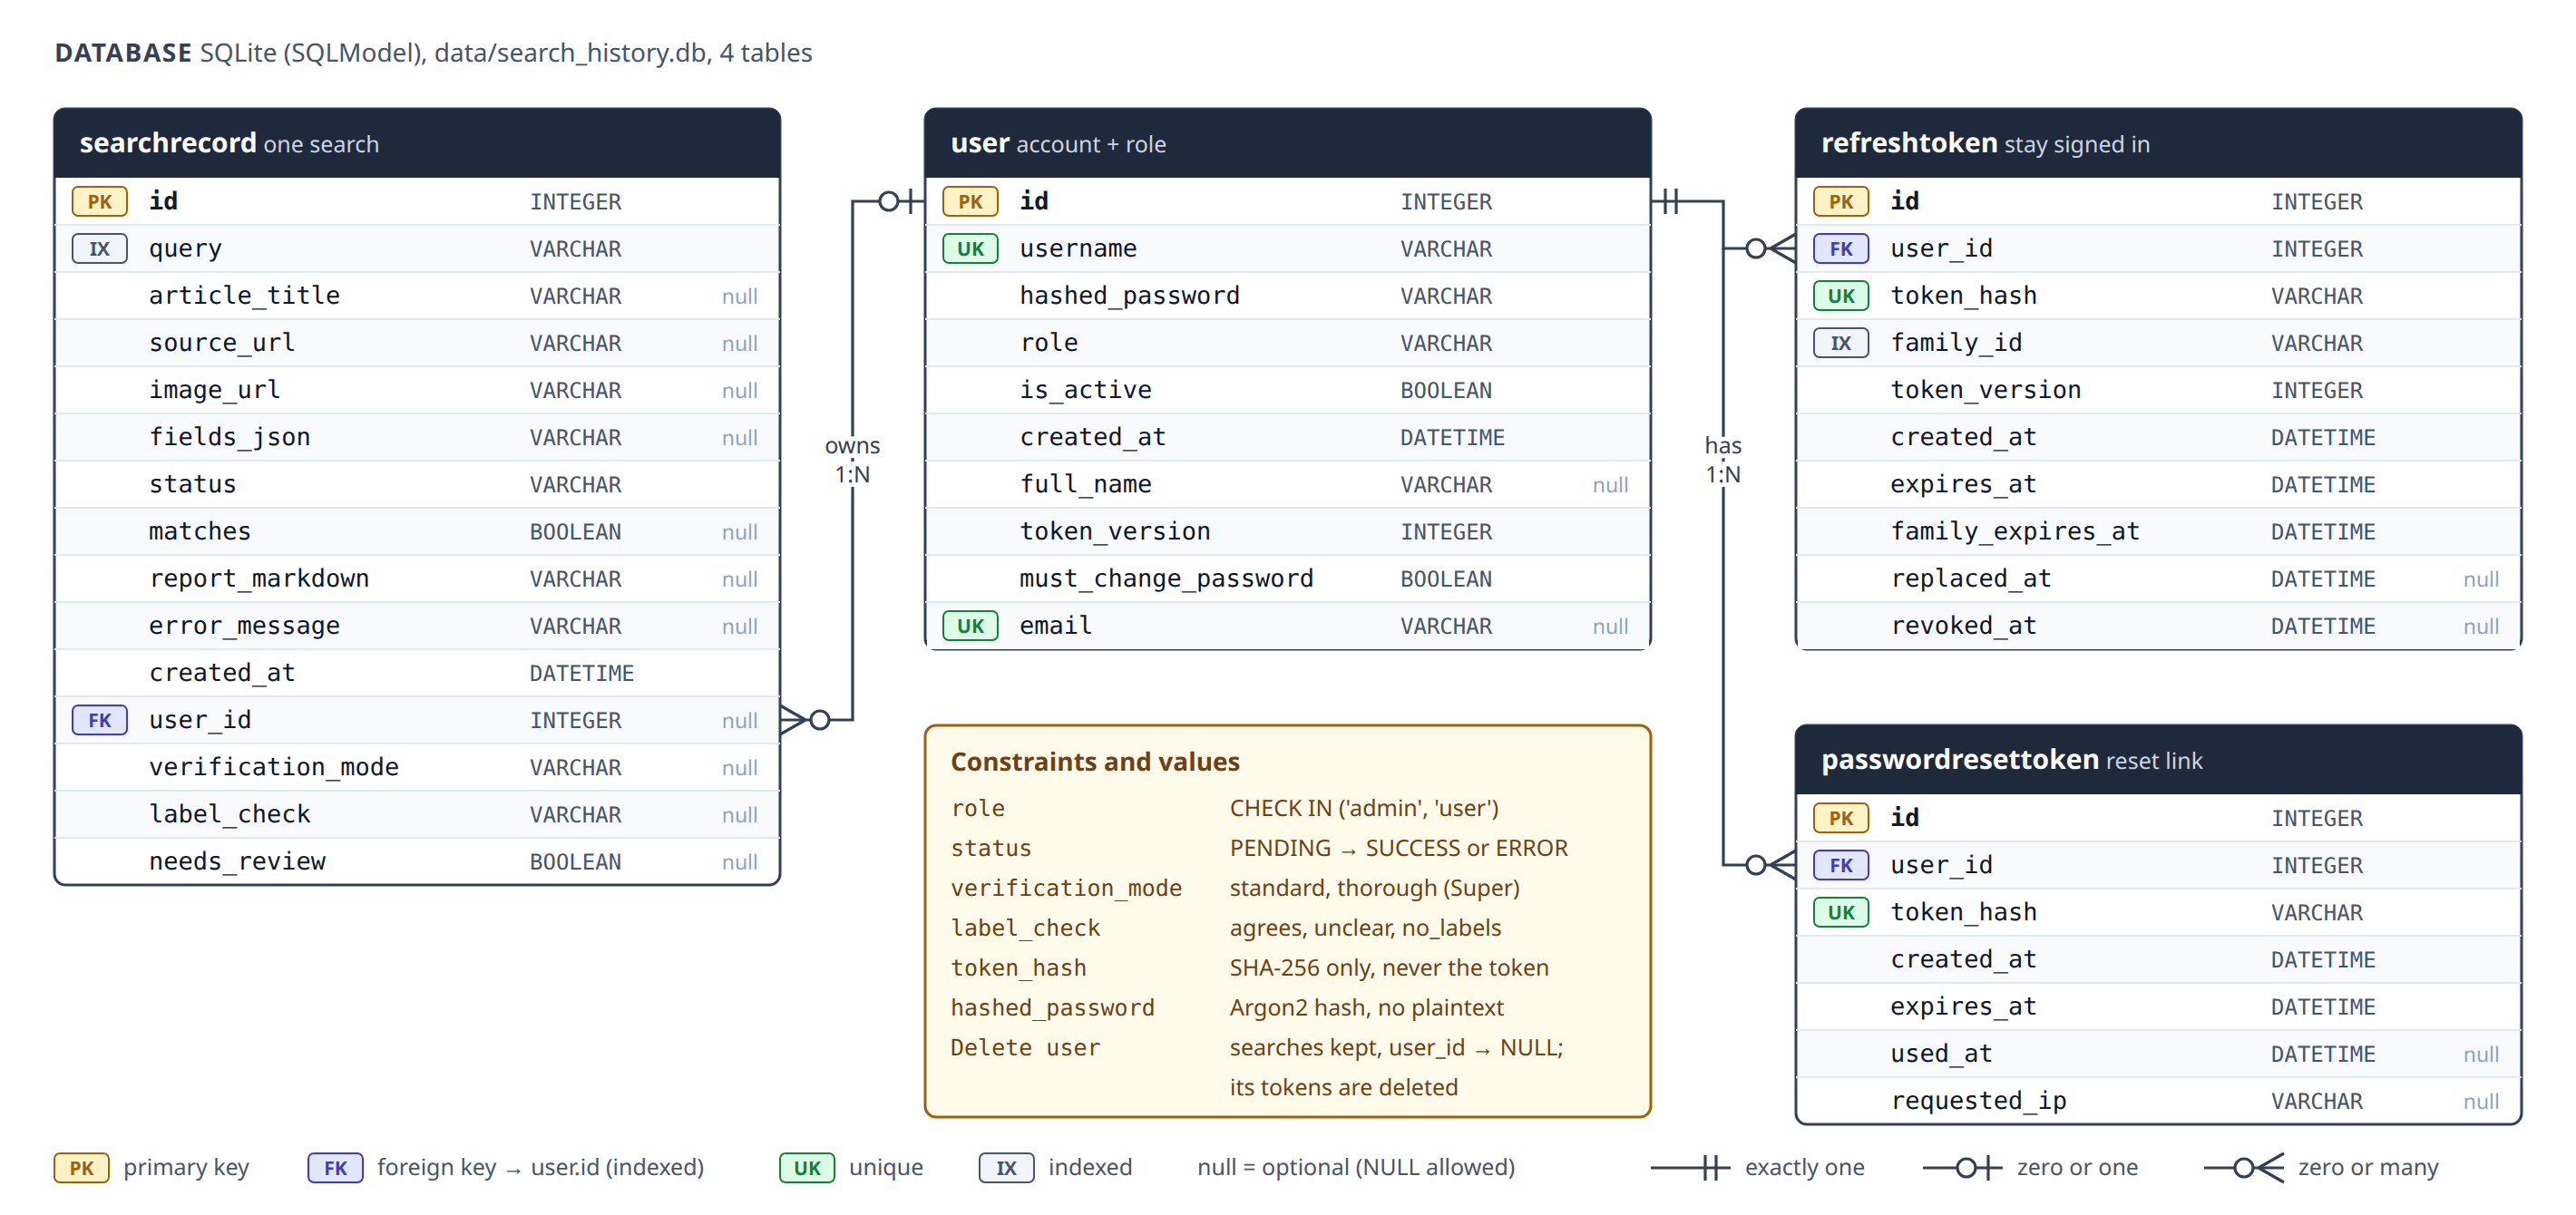 DATABASE SQLite (SQLModel), data/search_history.db, 4 tables
searchrecord one search
PK id INTEGER
IX query VARCHAR
article_title VARCHAR null
source_url VARCHAR null
image_url VARCHAR null
fields_json VARCHAR null
status VARCHAR
matches BOOLEAN null
report_markdown VARCHAR null
error_message VARCHAR null
created_at DATETIME
FK user_id INTEGER null
verification_mode VARCHAR null
label_check VARCHAR null
needs_review BOOLEAN null
owns
1:N
user account + role
PK id INTEGER
UK username VARCHAR
hashed_password VARCHAR
role VARCHAR
is_active BOOLEAN
created_at DATETIME
full_name VARCHAR null
token_version INTEGER
must_change_password BOOLEAN
UK email VARCHAR null
has
1:N
refreshtoken stay signed in
PK id INTEGER
FK user_id INTEGER
UK token_hash VARCHAR
IX family_id VARCHAR
token_version INTEGER
created_at DATETIME
expires_at DATETIME
family_expires_at DATETIME
replaced_at DATETIME null
revoked_at DATETIME null
Constraints and values
role CHECK IN ('admin', 'user')
status PENDING → SUCCESS or ERROR
verification_mode standard, thorough (Super)
label_check agrees, unclear, no_labels
token_hash SHA-256 only, never the token
hashed_password Argon2 hash, no plaintext
Delete user searches kept, user_id → NULL;
its tokens are deleted
passwordresettoken reset link
PK id INTEGER
FK user_id INTEGER
UK token_hash VARCHAR
created_at DATETIME
expires_at DATETIME
used_at DATETIME null
requested_ip VARCHAR null
PK primary key FK foreign key → user.id (indexed) UK unique IX indexed null = optional (NULL allowed) exactly one zero or one zero or many